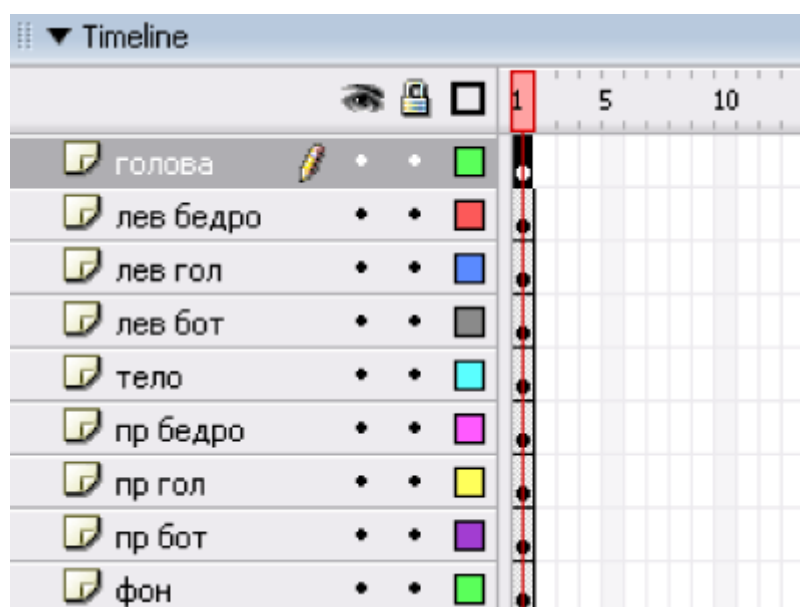 Timeline
1 5 10
голова
лев бедро
лев гол
лев бот
тело
пр бедро
пр гол
пр бот
фон